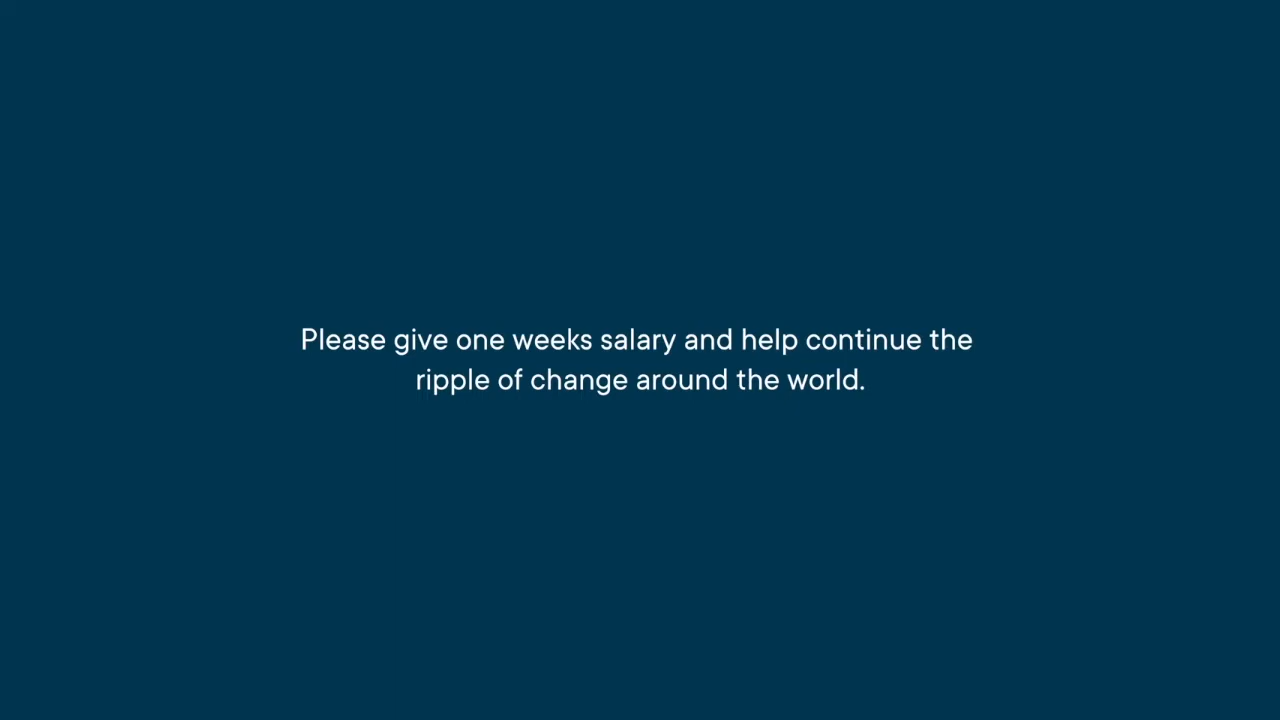 Please give one weeks salary and help continue the
ripple of change around the world.